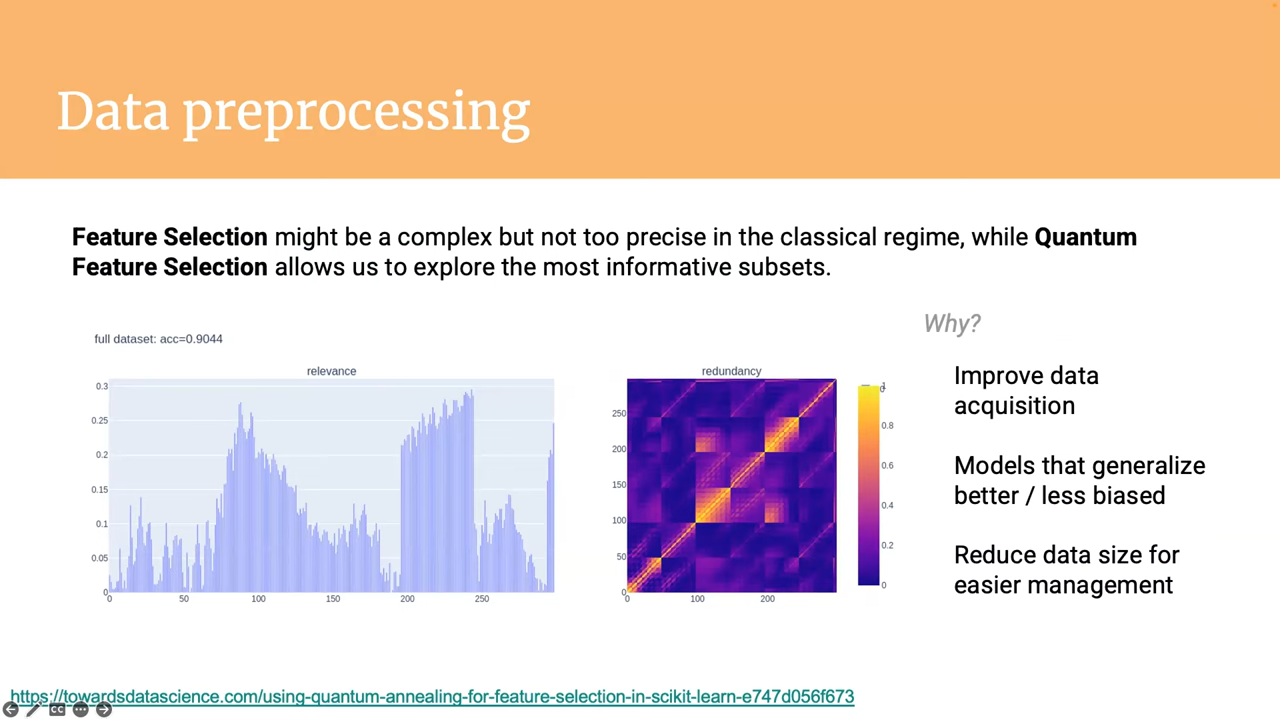 Data preprocessing
Feature Selection might be a complex but not too precise in the classical regime, while Quantum
Feature Selection allows us to explore the most informative subsets.
Why?
full dataset: acc=0.9044
relevance
0.3
0.25
0.2
0.15
0.1
0.05
0
0 50 100 150 200 250
redundancy
250
200
150
100
50
0
0 100 200
1
0.8
0.6
0.4
0.2
0
Improve data
acquisition
Models that generalize
better / less biased
Reduce data size for
easier management
https://towardsdatascience.com/using-quantum-annealing-for-feature-selection-in-scikit-learn-e747d056f673
CC